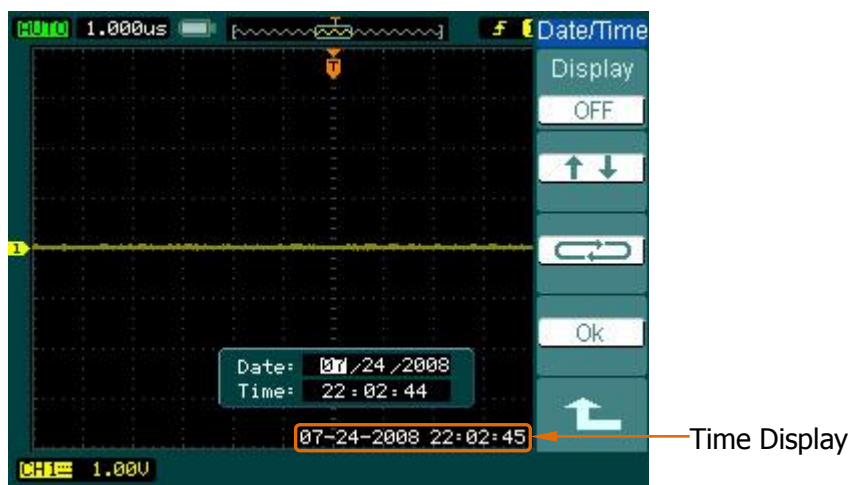 AUTO 1.000us
T
Date/Time
Display
OFF
1
Ok
Date: 07/24/2008
Time: 22:02:44
07-24-2008 22:02:45
Time Display
CH1 1.00V